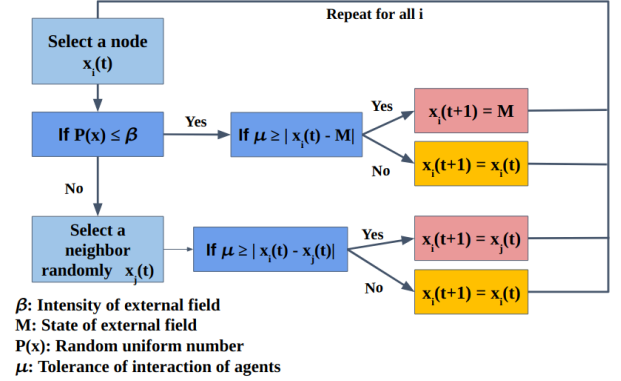 Repeat for all i
Select a node
x_i(t)
If P(x) ≤ β
Yes
If μ ≥ | x_i(t) - M|
Yes
x_i(t+1) = M
No
x_i(t+1) = x_i(t)
No
Select a
neighbor
randomly x_j(t)
If μ ≥ | x_i(t) - x_j(t)|
Yes
x_i(t+1) = x_j(t)
No
x_i(t+1) = x_i(t)
β: Intensity of external field
M: State of external field
P(x): Random uniform number
μ: Tolerance of interaction of agents